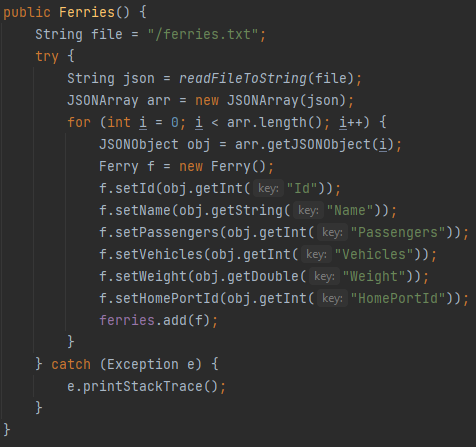 public Ferries() {
    String file = "/ferries.txt";
    try {
        String json = readFileToString(file);
        JSONArray arr = new JSONArray(json);
        for (int i = 0; i < arr.length(); i++) {
            JSONObject obj = arr.getJSONObject(i);
            Ferry f = new Ferry();
            f.setId(obj.getInt( key: "Id"));
            f.setName(obj.getString( key: "Name"));
            f.setPassengers(obj.getInt( key: "Passengers"));
            f.setVehicles(obj.getInt( key: "Vehicles"));
            f.setWeight(obj.getDouble( key: "Weight"));
            f.setHomePortId(obj.getInt( key: "HomePortId"));
            ferries.add(f);
        }
    } catch (Exception e) {
        e.printStackTrace();
    }
}